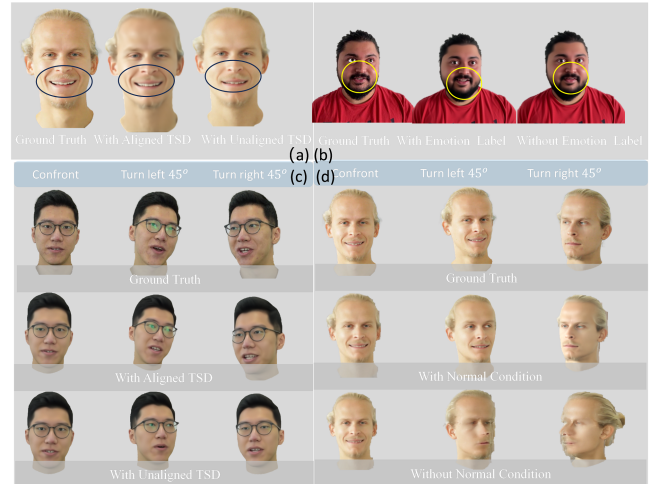 Ground Truth With Aligned TSD With Unaligned TSD
Ground Truth With Emotion Label Without Emotion Label
(a) (b)
Confront Turn left 45° Turn right 45° (c)
(d) Confront Turn left 45° Turn right 45°
Ground Truth
Ground Truth
With Aligned TSD
With Normal Condition
With Unaligned TSD
Without Normal Condition